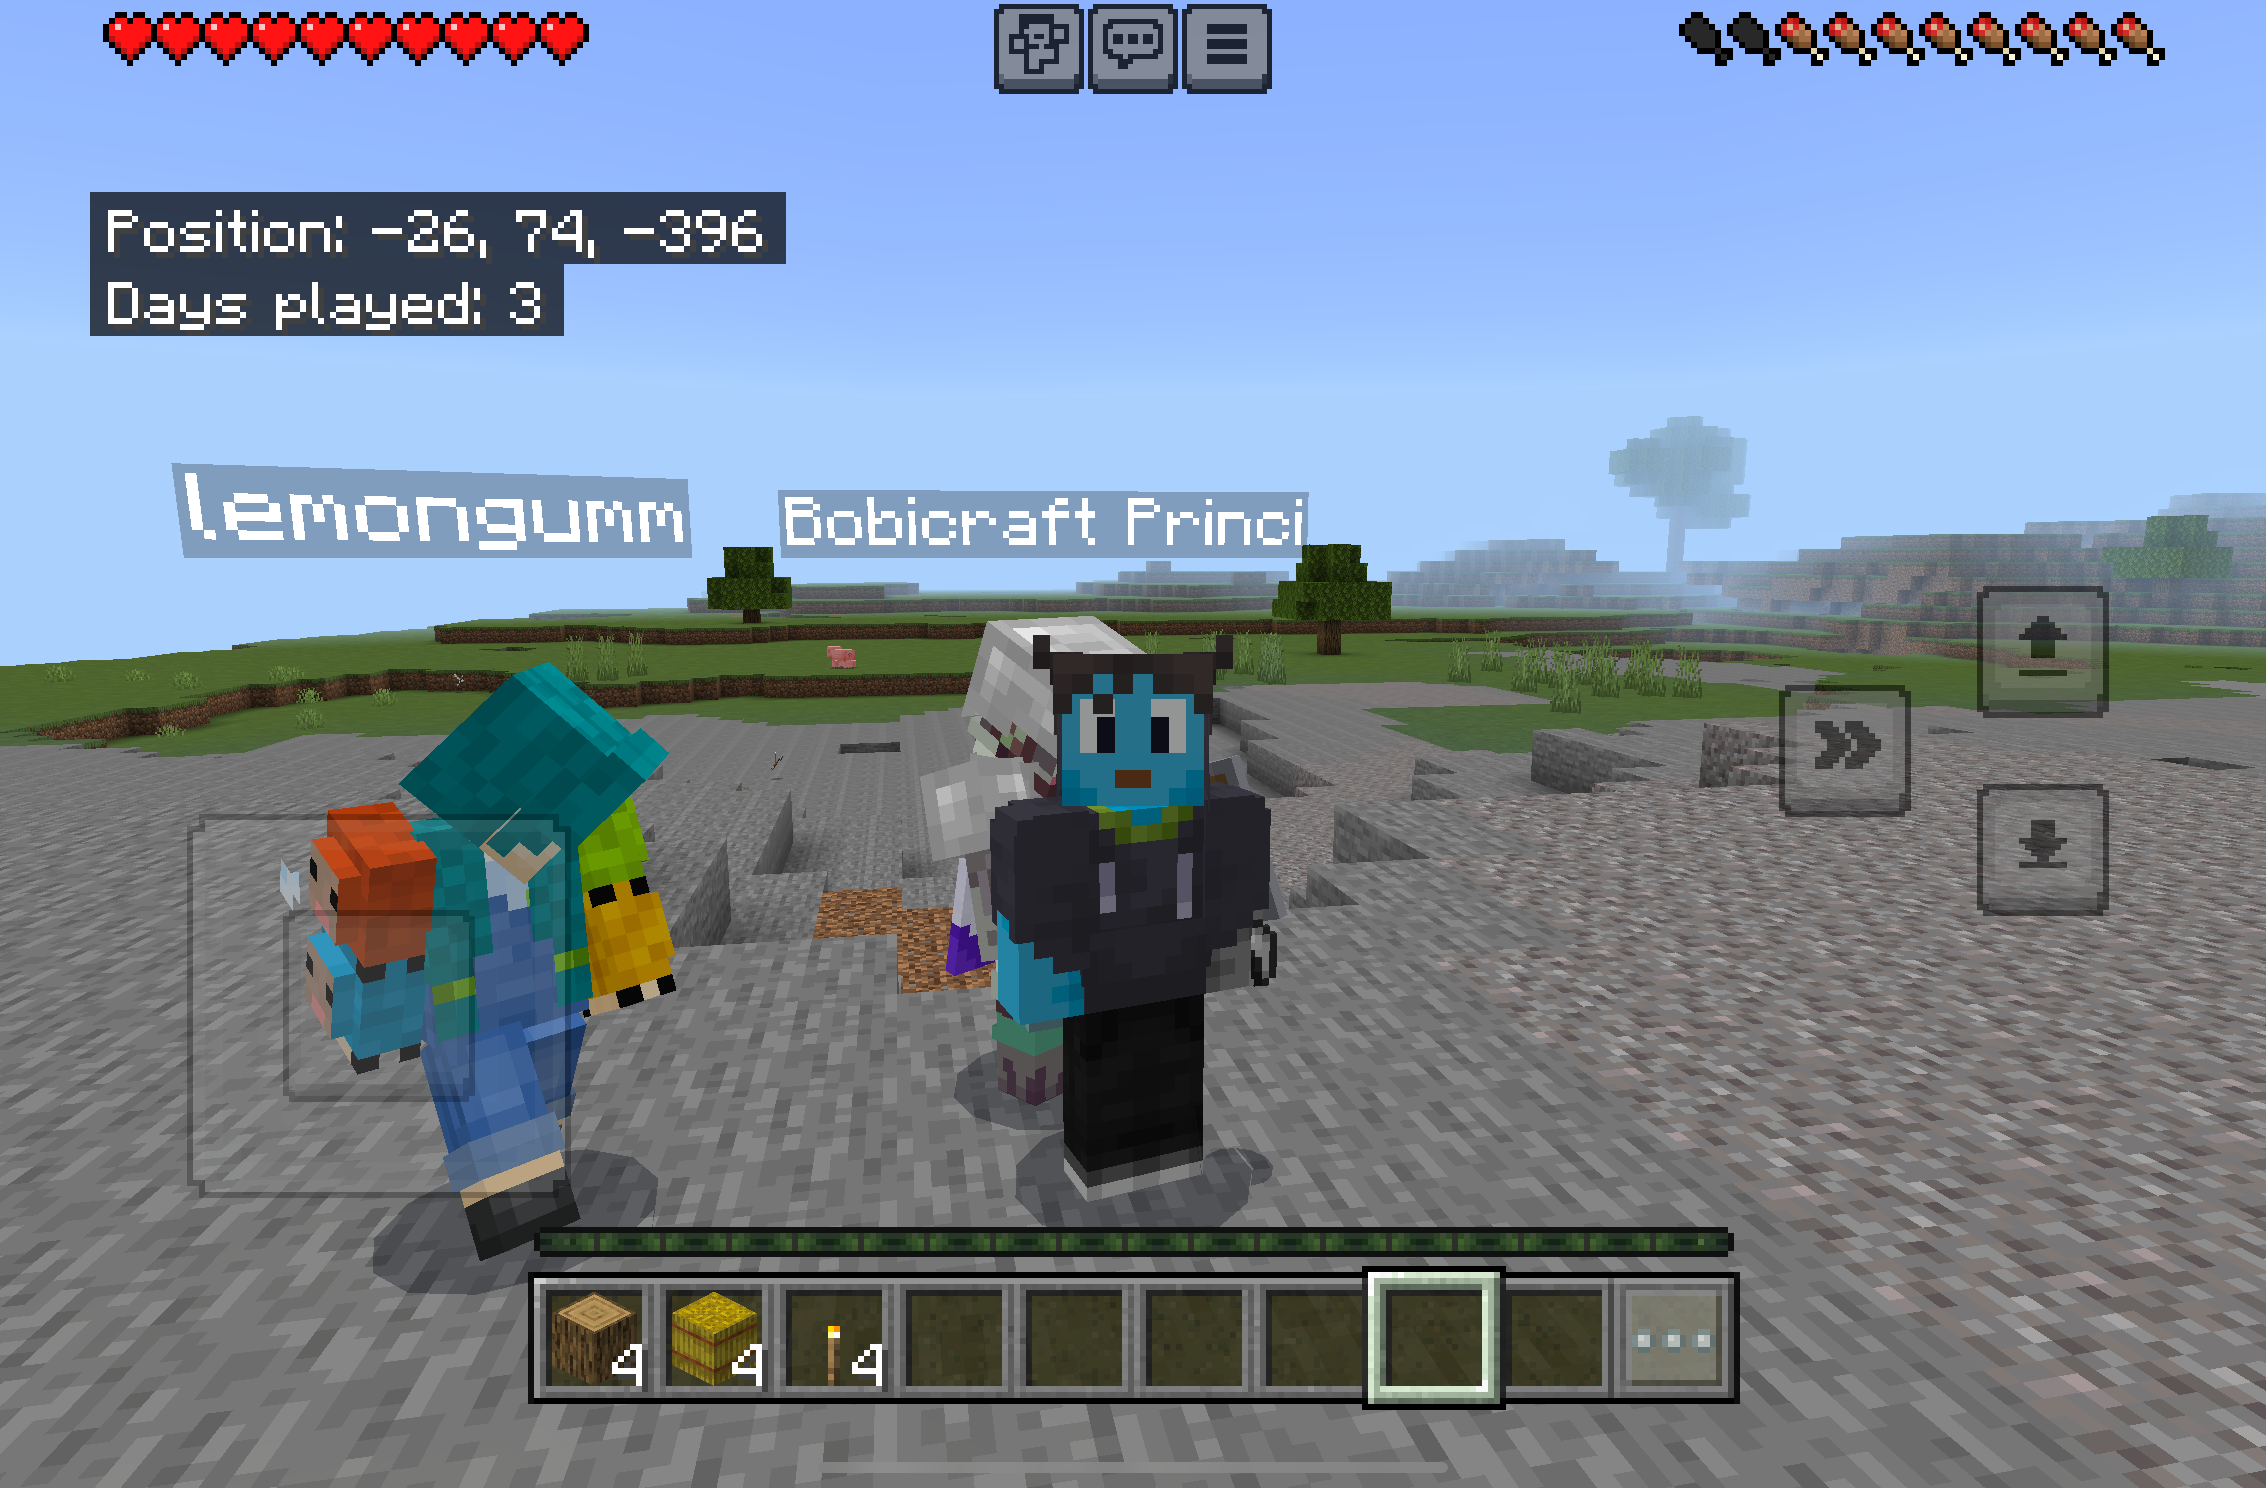 Position: -26, 74, -396
Days played: 3
lemongumm
Bobicraft Princi
4
4
4